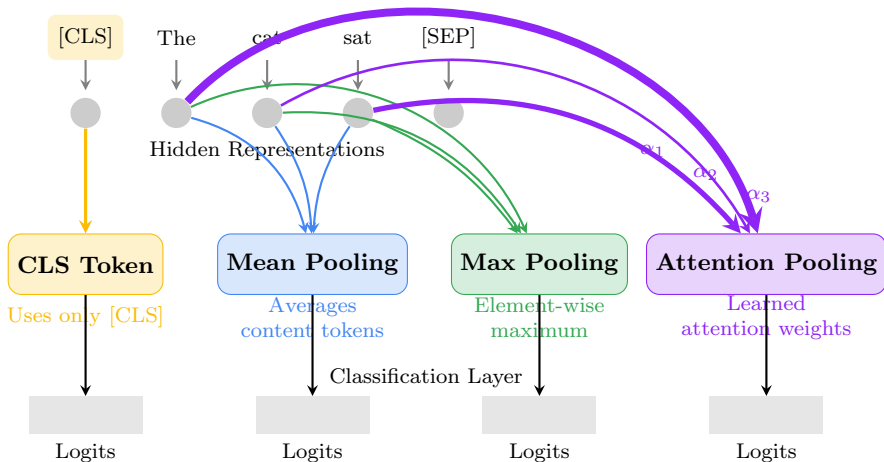 [CLS] The cat sat [SEP]
Hidden Representations
α1
α2
α3
CLS Token Mean Pooling Max Pooling Attention Pooling
Uses only [CLS]
Averages
content tokens
Element-wise
maximum
Learned
attention weights
Classification Layer
Logits Logits Logits Logits